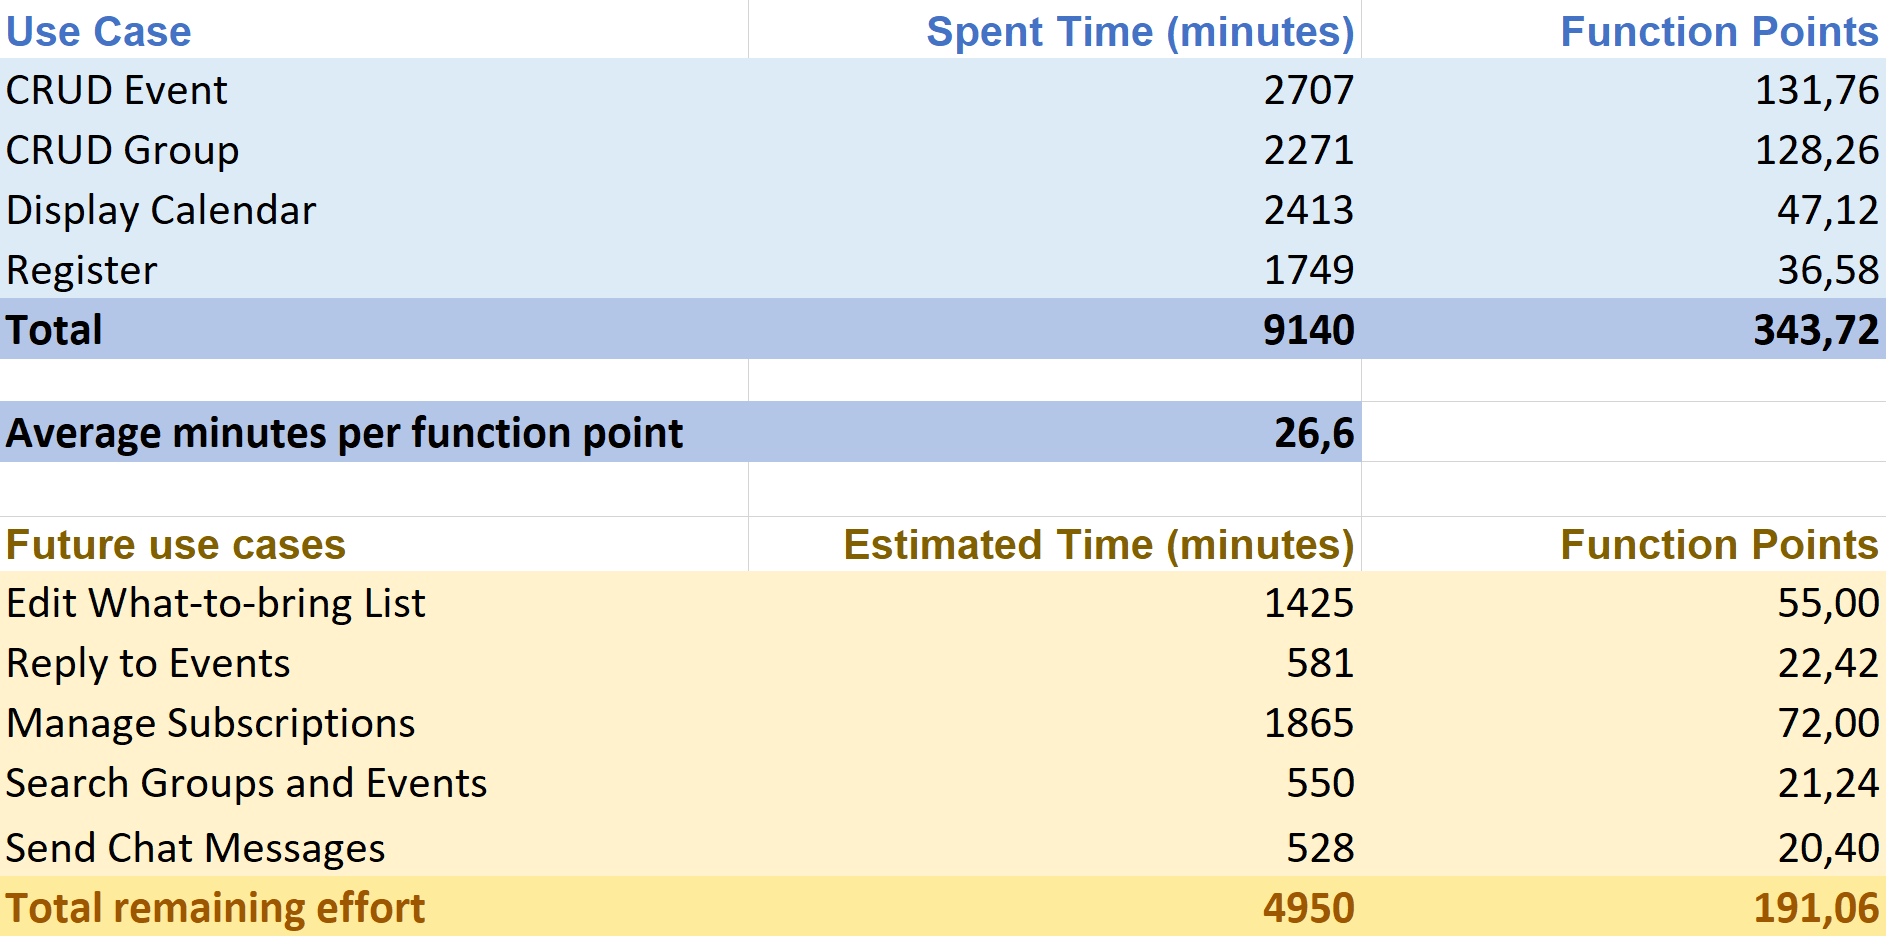 Use Case Spent Time (minutes) Function Points
CRUD Event 2707 131,76
CRUD Group 2271 128,26
Display Calendar 2413 47,12
Register 1749 36,58
Total 9140 343,72
Average minutes per function point 26,6
Future use cases Estimated Time (minutes) Function Points
Edit What-to-bring List 1425 55,00
Reply to Events 581 22,42
Manage Subscriptions 1865 72,00
Search Groups and Events 550 21,24
Send Chat Messages 528 20,40
Total remaining effort 4950 191,06